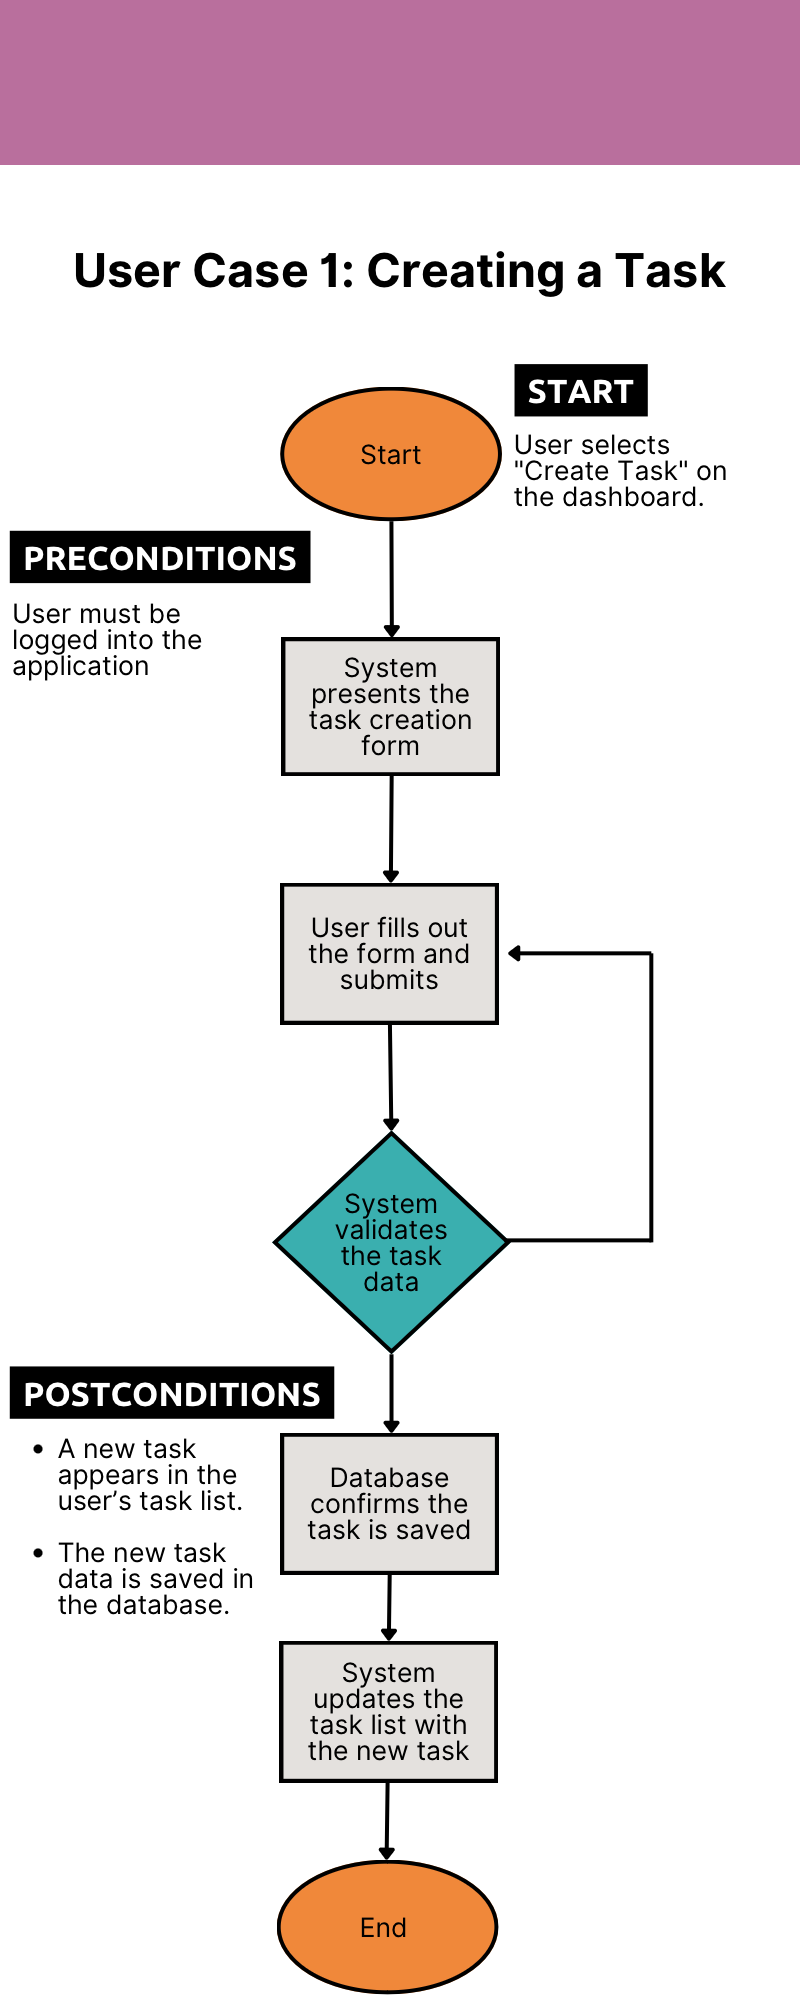 User Case 1: Creating a Task
START
Start
User selects
"Create Task" on
the dashboard.
PRECONDITIONS
User must be
logged into the
application
System
presents the
task creation
form
User fills out
the form and
submits
System
validates
the task
data
POSTCONDITIONS
• A new task
appears in the
user’s task list.
• The new task
data is saved in
the database.
Database
confirms the
task is saved
System
updates the
task list with
the new task
End